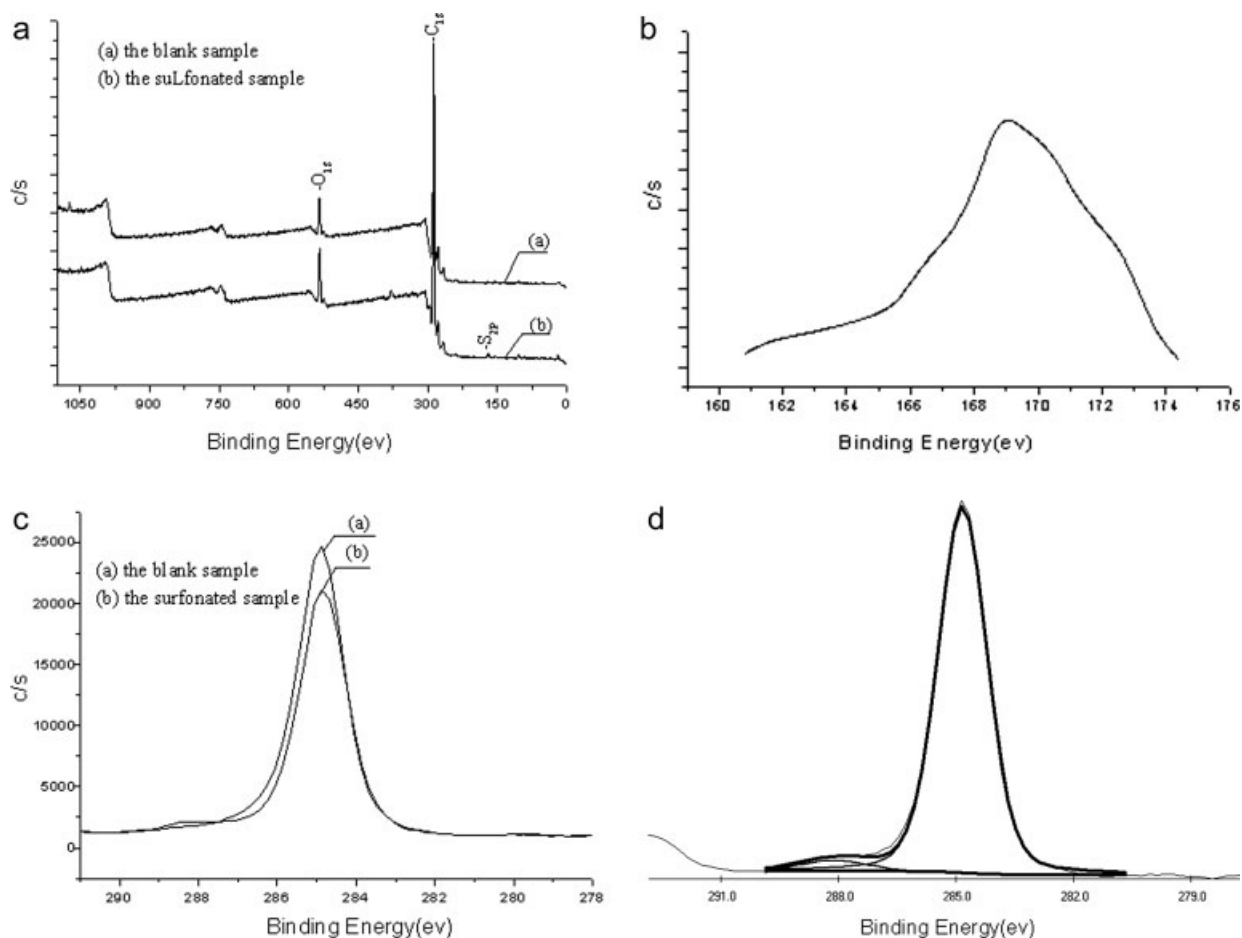 a
(a) the blank sample
(b) the suLfonated sample
C1s
O1s
(a)
(b)
S2P
c/s
1050 900 750 600 450 300 150 0
Binding Energy(ev)
b
c/s
160 162 164 166 168 170 172 174 176
Binding Energy(ev)
c
(a)
(b)
(a) the blank sample
(b) the surfonated sample
25000
20000
15000
10000
5000
0
c/s
290 288 286 284 282 280 278
Binding Energy(ev)
d
291.0 288.0 285.0 282.0 279.0
Binding Energy(ev)